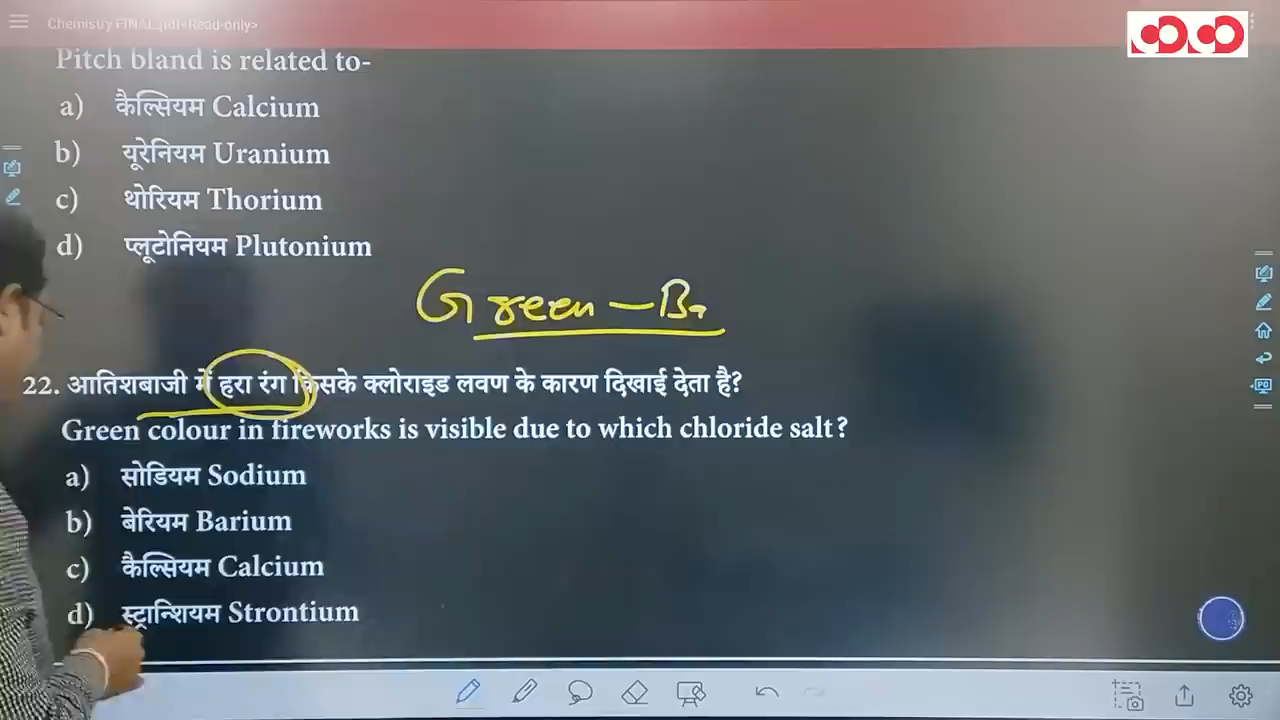 Chemistry FINAL.pdf<Read-only>
Pitch bland is related to-
a) कैल्सियम Calcium
b) यूरेनियम Uranium
c) थोरियम Thorium
d) प्लूटोनियम Plutonium
Green – Ba
22. आतिशबाजी में हरा रंग किसके क्लोराइड लवण के कारण दिखाई देता है?
Green colour in fireworks is visible due to which chloride salt?
a) सोडियम Sodium
b) बेरियम Barium
c) कैल्सियम Calcium
d) स्ट्रान्शियम Strontium